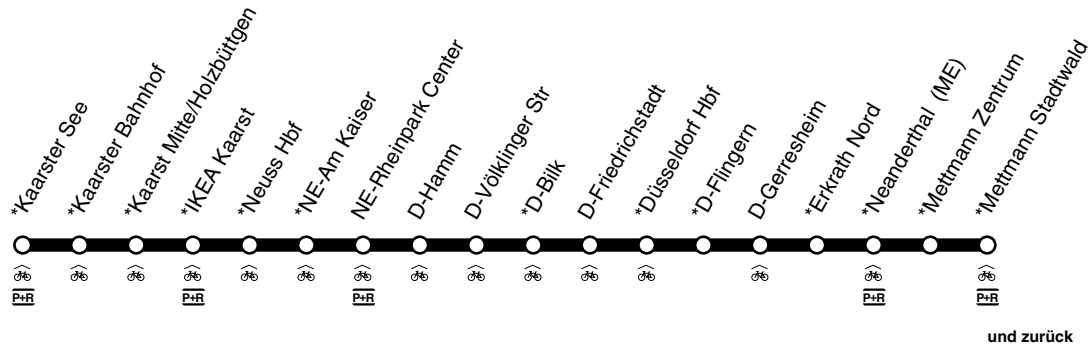 *Kaarster See
*Kaarster Bahnhof
*Kaarst Mitte/Holzbüttgen
*IKEA Kaarst
*Neuss Hbf
*NE-Am Kaiser
NE-Rheinpark Center
D-Hamm
D-Völklinger Str
*D-Bilk
D-Friedrichstadt
*Düsseldorf Hbf
*D-Flingern
D-Gerresheim
*Erkrath Nord
*Neanderthal (ME)
*Mettmann Zentrum
*Mettmann Stadtwald
P+R
P+R
P+R
P+R
P+R
und zurück